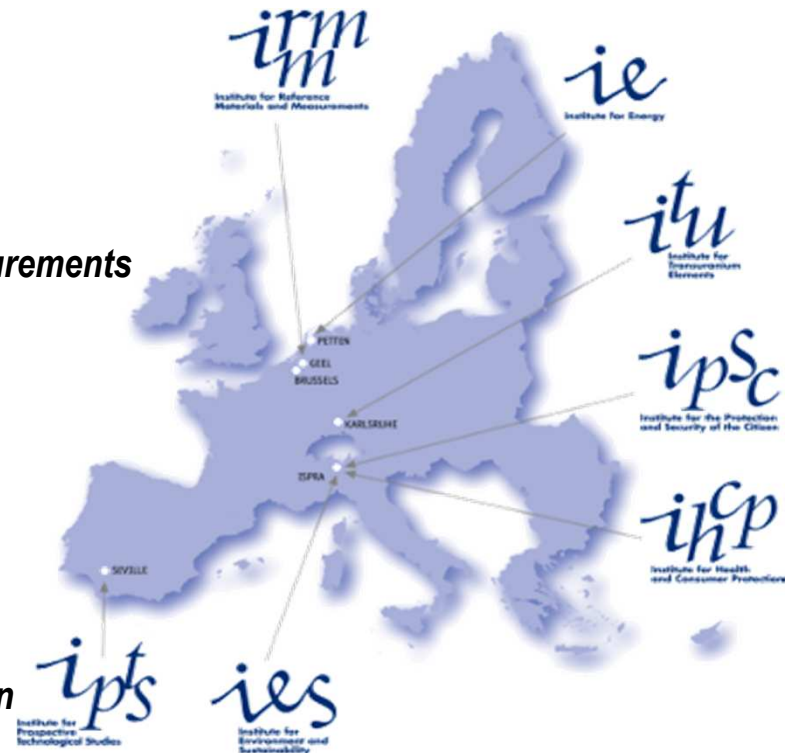 irmm
Institute for Reference
Materials and Measurements
ie
Institute for Energy
itu
Institute for
Transuranium
Elements
urements
PETTEN
GEEL
BRUSSELS
ipsc
Institute for the Protection
and Security of the Citizen
KARLSRUHE
ISPRA
ihcp
Institute for Health
and Consumer Protection
SEVILLE
n
ipts
Institute for
Prospective
Technological Studies
ies
Institute for
Environment and
Sustainability